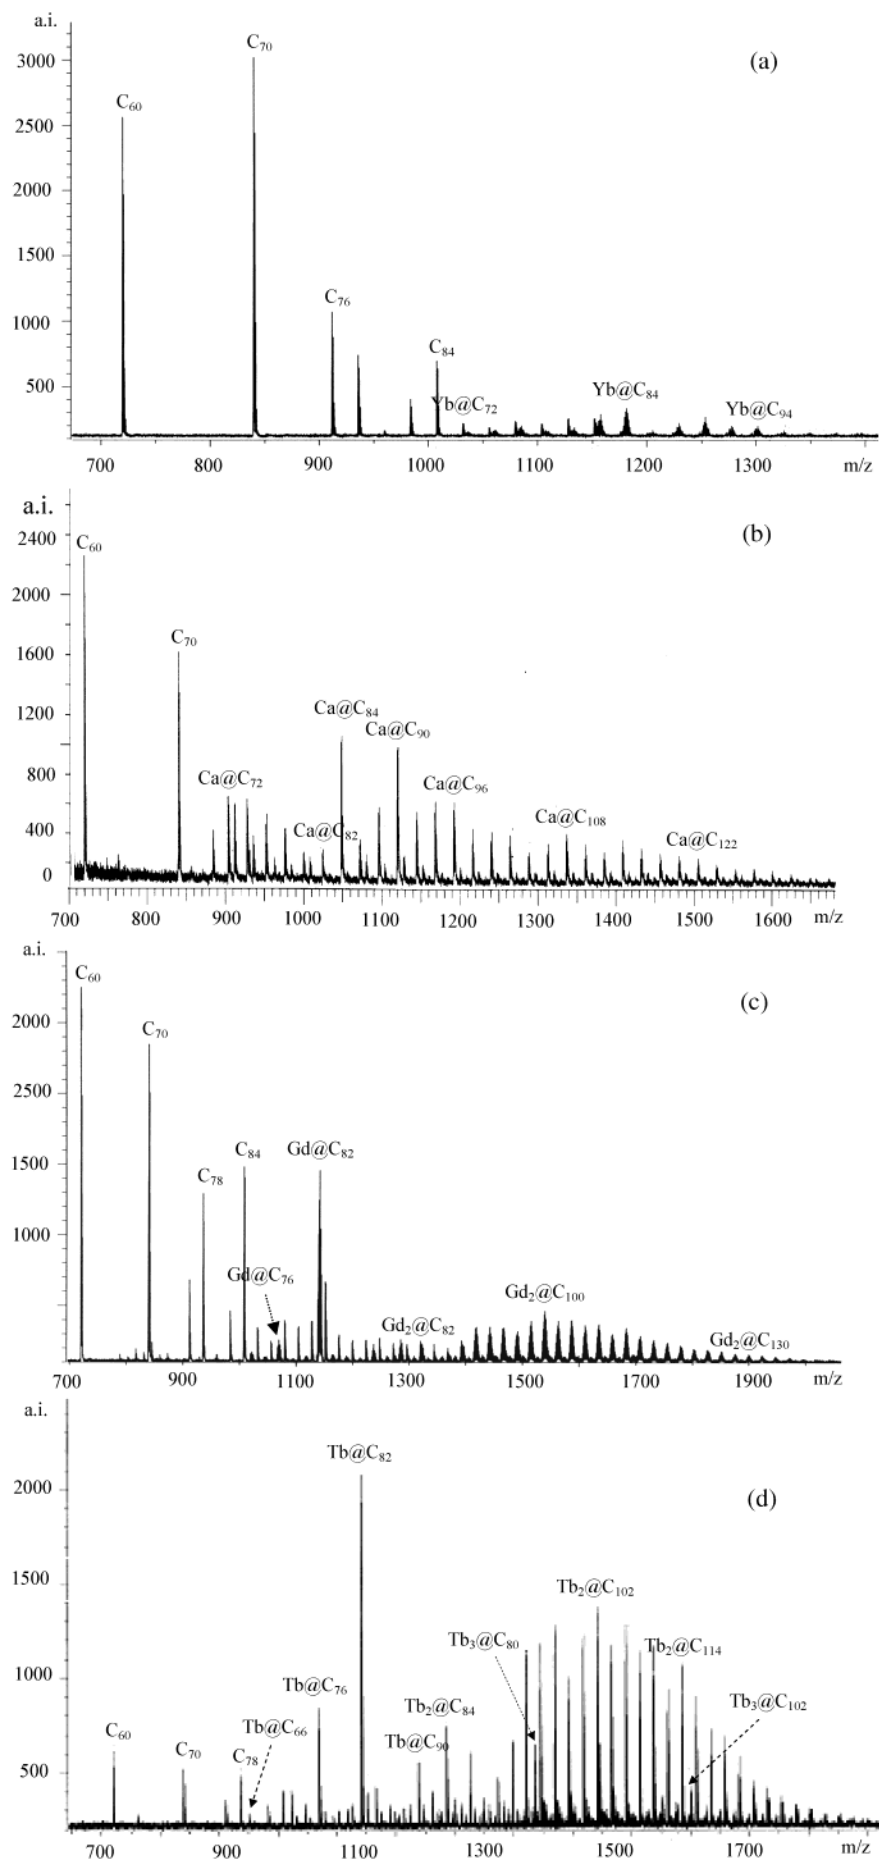 a.i.
(a)
C60
C70
C76
C84
Yb@C72
Yb@C84
Yb@C94
3000
2500
2000
1500
1000
500
700 800 900 1000 1100 1200 1300 m/z
a.i.
(b)
C60
C70
Ca@C72
Ca@C82
Ca@C84
Ca@C90
Ca@C96
Ca@C108
Ca@C122
2400
2000
1600
1200
800
400
0
700 800 900 1000 1100 1200 1300 1400 1500 1600 m/z
a.i.
(c)
C60
C70
C78
C84
Gd@C76
Gd@C82
Gd2@C82
Gd2@C100
Gd2@C130
2000
2500
1500
1000
700 900 1100 1300 1500 1700 1900 m/z
a.i.
(d)
C60
C70
C78
Tb@C66
Tb@C76
Tb@C82
Tb@C90
Tb2@C84
Tb3@C80
Tb2@C102
Tb2@C114
Tb3@C102
2000
1500
1000
500
700 900 1100 1300 1500 1700 m/z